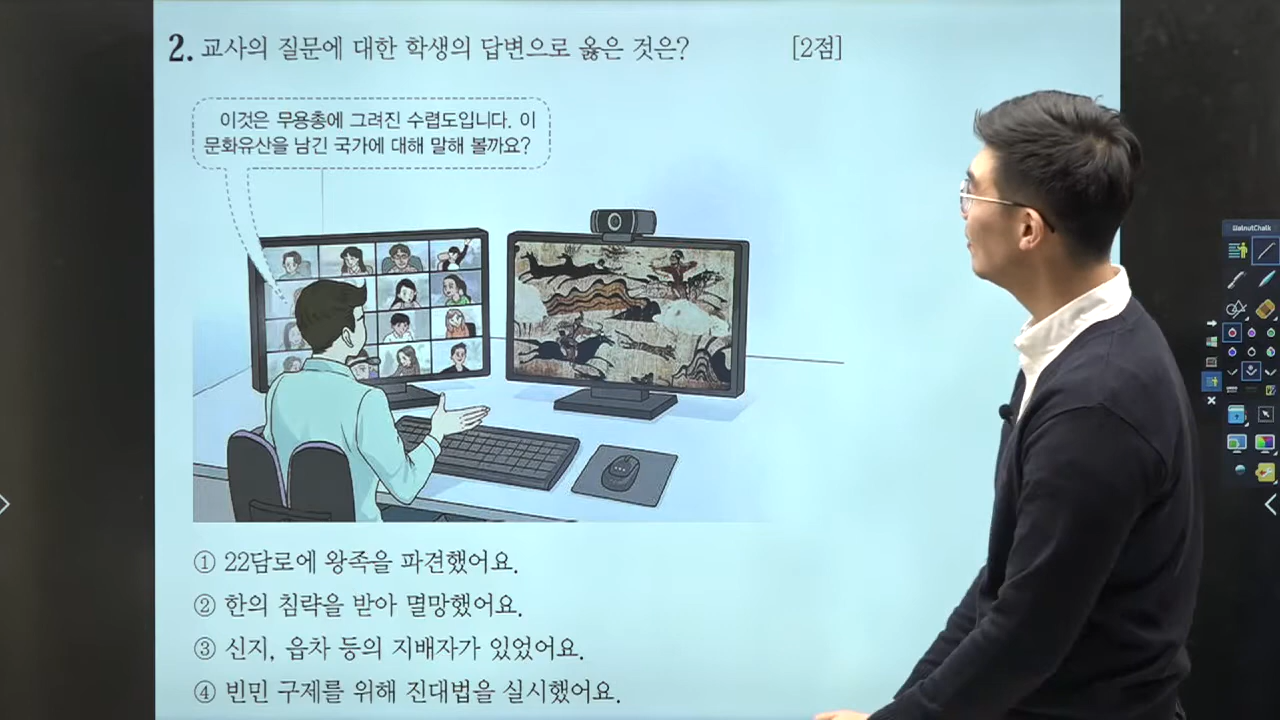 2. 교사의 질문에 대한 학생의 답변으로 옳은 것은? [2점]
이것은 무용총에 그려진 수렵도입니다. 이
문화유산을 남긴 국가에 대해 말해 볼까요?
① 22담로에 왕족을 파견했어요.
② 한의 침략을 받아 멸망했어요.
③ 신지, 읍차 등의 지배자가 있었어요.
④ 빈민 구제를 위해 진대법을 실시했어요.
WalnutChalk